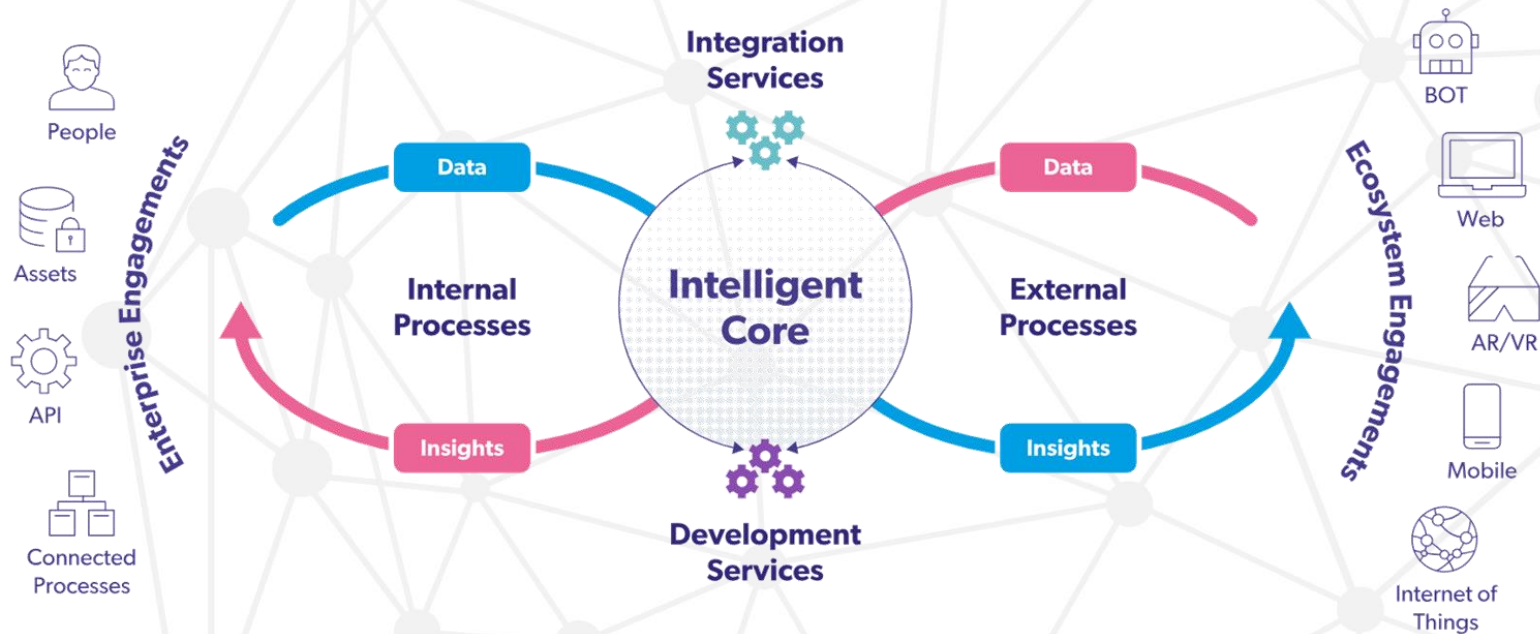 People
Assets
API
Connected
Processes
Enterprise Engagements
Data
Internal
Processes
Insights
Integration
Services
Intelligent
Core
Development
Services
Data
External
Processes
Insights
Ecosystem Engagements
BOT
Web
AR/VR
Mobile
Internet of
Things